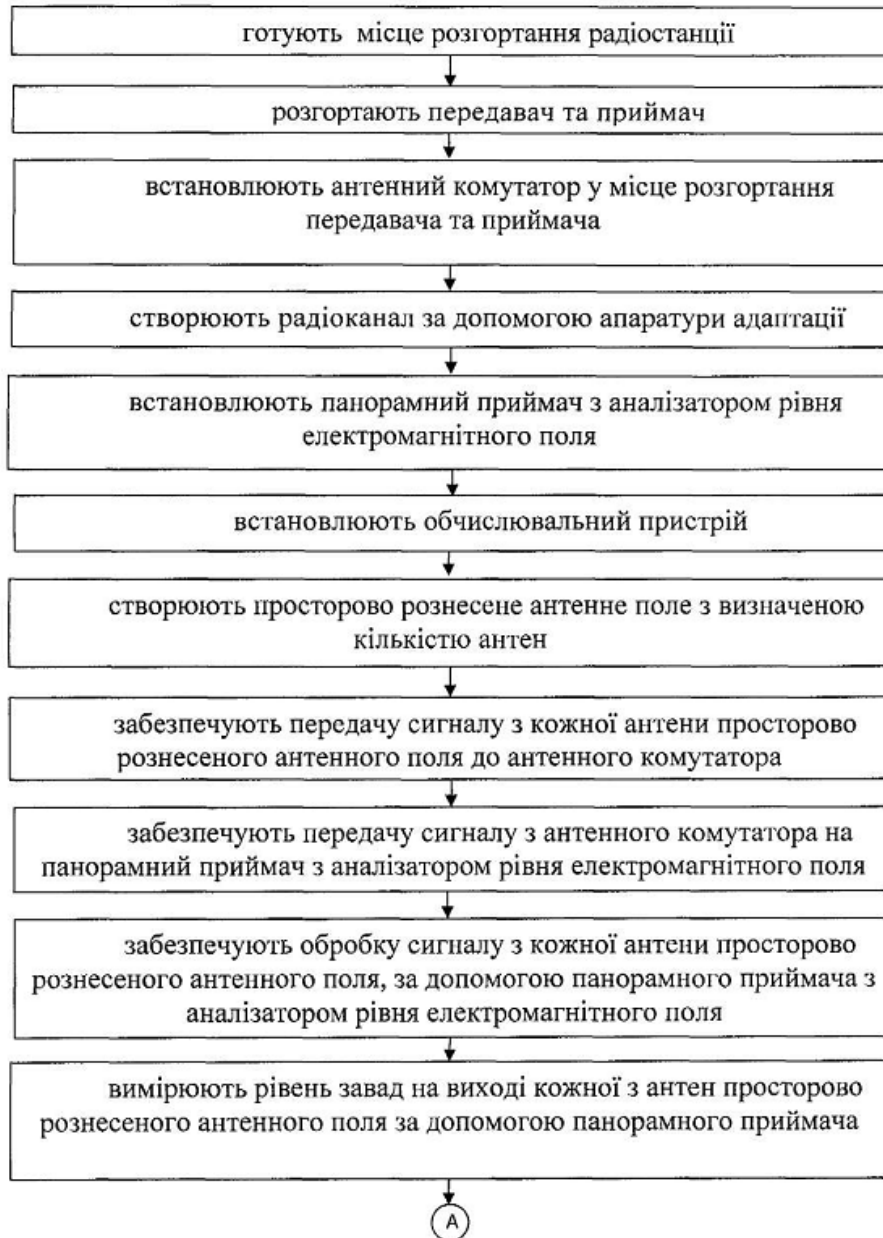 готують місце розгортання радіостанції
розгортають передавач та приймач
встановлюють антенний комутатор у місце розгортання
передавача та приймача
створюють радіоканал за допомогою апаратури адаптації
встановлюють панорамний приймач з аналізатором рівня
електромагнітного поля
встановлюють обчислювальний пристрій
створюють просторово рознесене антенне поле з визначеною
кількістю антен
забезпечують передачу сигналу з кожної антени просторово
рознесеного антенного поля до антенного комутатора
забезпечують передачу сигналу з антенного комутатора на
панорамний приймач з аналізатором рівня електромагнітного поля
забезпечують обробку сигналу з кожної антени просторово
рознесеного антенного поля, за допомогою панорамного приймача з
аналізатором рівня електромагнітного поля
вимірюють рівень завад на виході кожної з антен просторово
рознесеного антенного поля за допомогою панорамного приймача
А